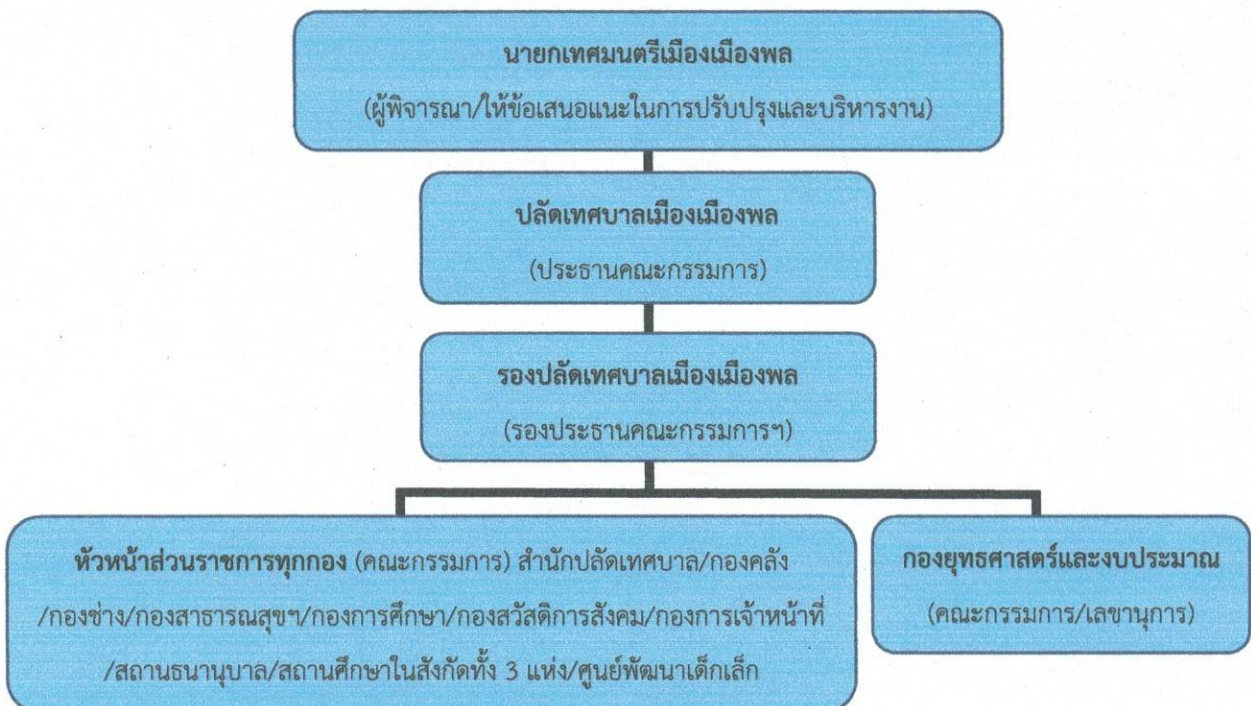 นายกเทศมนตรีเมืองเมืองพล
(ผู้พิจารณา/ให้ข้อเสนอแนะในการปรับปรุงและบริหารงาน)
ปลัดเทศบาลเมืองเมืองพล
(ประธานคณะกรรมการ)
รองปลัดเทศบาลเมืองเมืองพล
(รองประธานคณะกรรมการฯ)
หัวหน้าส่วนราชการทุกกอง (คณะกรรมการ) สำนักปลัดเทศบาล/กองคลัง
/กองช่าง/กองสาธารณสุขฯ/กองการศึกษา/กองสวัสดิการสังคม/กองการเจ้าหน้าที่
/สถานธนานุบาล/สถานศึกษาในสังกัดทั้ง 3 แห่ง/ศูนย์พัฒนาเด็กเล็ก
กองยุทธศาสตร์และงบประมาณ
(คณะกรรมการ/เลขานุการ)